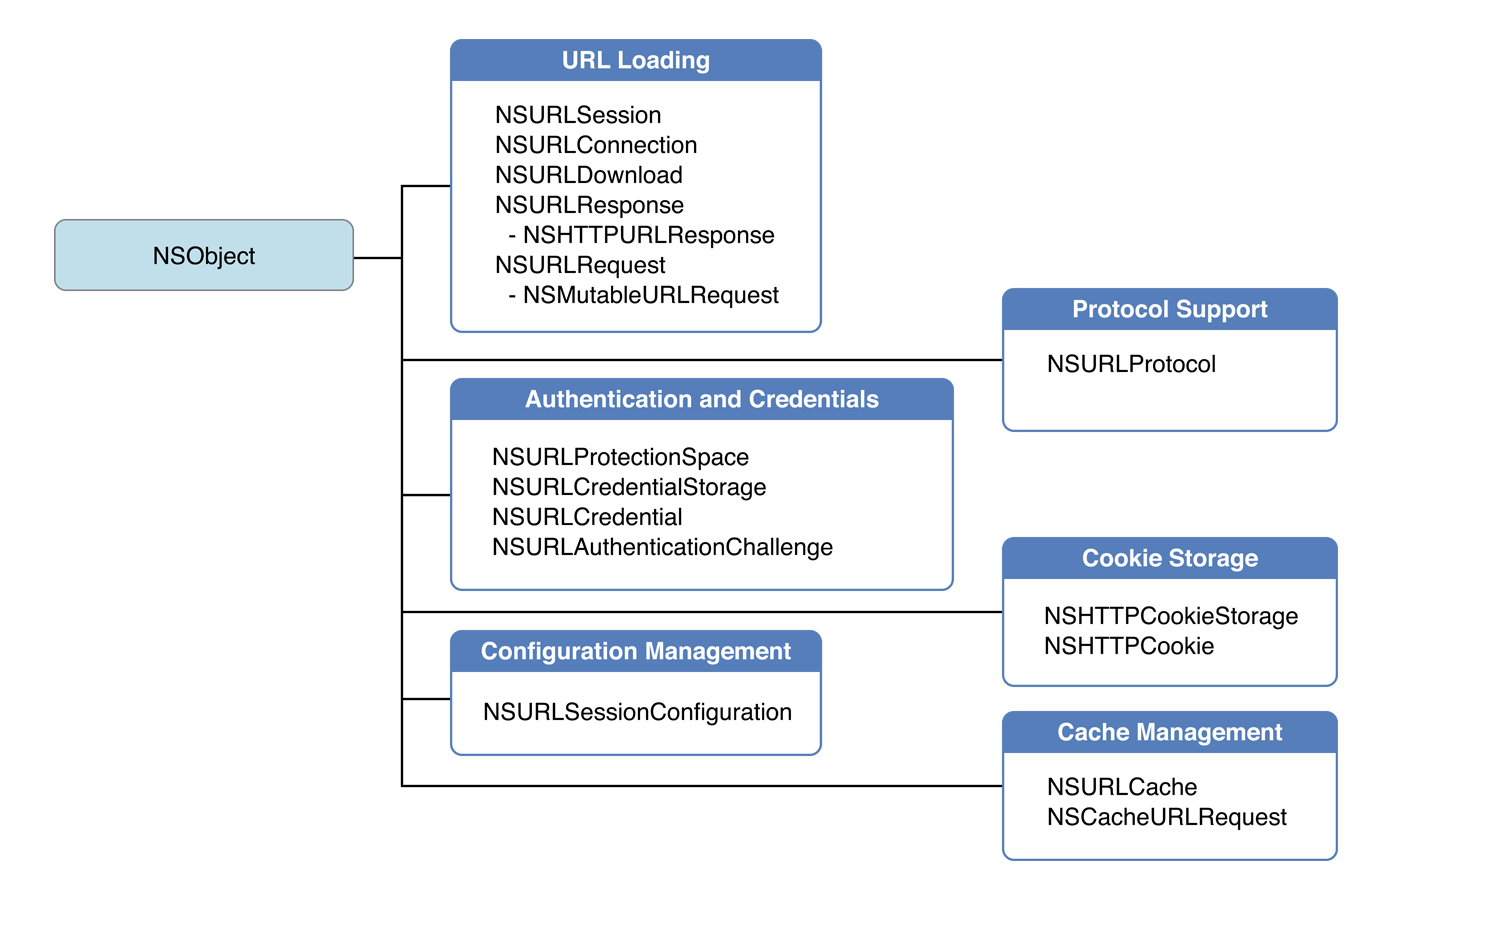 NSObject
URL Loading
NSURLSession
NSURLConnection
NSURLDownload
NSURLResponse
- NSHTTPURLResponse
NSURLRequest
- NSMutableURLRequest
Protocol Support
NSURLProtocol
Authentication and Credentials
NSURLProtectionSpace
NSURLCredentialStorage
NSURLCredential
NSURLAuthenticationChallenge
Cookie Storage
NSHTTPCookieStorage
NSHTTPCookie
Configuration Management
NSURLSessionConfiguration
Cache Management
NSURLCache
NSCacheURLRequest